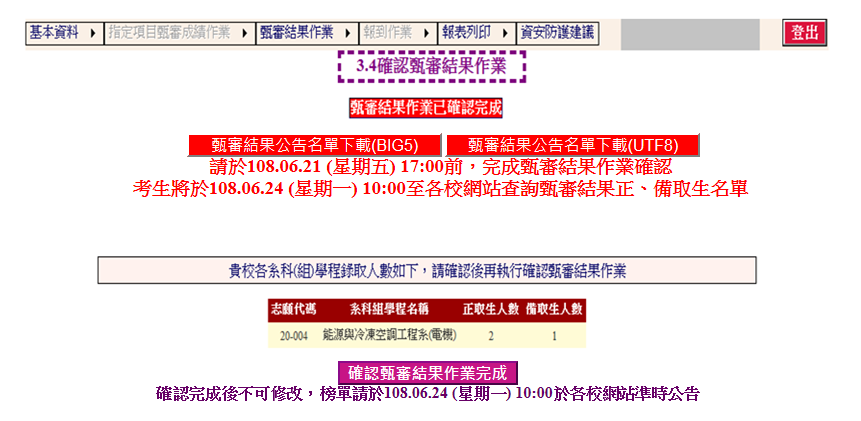 基本資料 指定項目甄審成績作業 甄審結果作業 報到作業 報表列印 資安防護建議 登出
3.4確認甄審結果作業
甄審結果作業已確認完成
甄審結果公告名單下載(BIG5) 甄審結果公告名單下載(UTF8)
請於108.06.21 (星期五) 17:00前，完成甄審結果作業確認
考生將於108.06.24 (星期一) 10:00至各校網站查詢甄審結果正、備取生名單
貴校各系科(組)學程錄取人數如下，請確認後再執行確認甄審結果作業
志願代碼 系科組學程名稱 正取生人數 備取生人數
20-004 能源與冷凍空調工程系(電機) 2 1
確認甄審結果作業完成
確認完成後不可修改，榜單請於108.06.24 (星期一) 10:00於各校網站準時公告